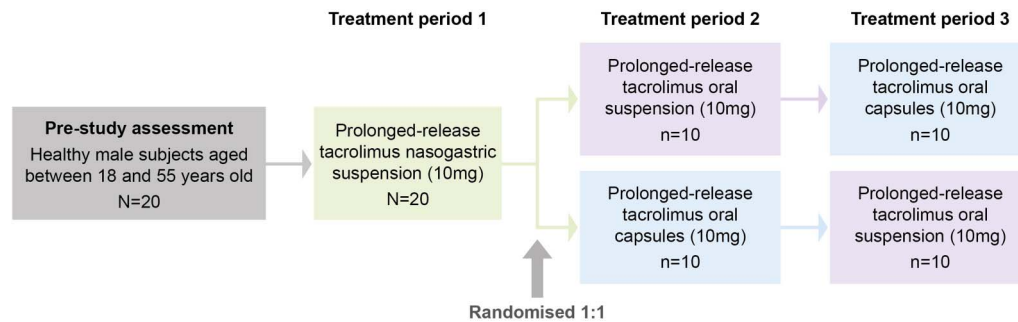 Treatment period 1
Treatment period 2
Treatment period 3
Pre-study assessment
Healthy male subjects aged
between 18 and 55 years old
N=20
Prolonged-release
tacrolimus nasogastric
suspension (10mg)
N=20
Prolonged-release
tacrolimus oral
suspension (10mg)
n=10
Prolonged-release
tacrolimus oral
capsules (10mg)
n=10
Prolonged-release
tacrolimus oral
capsules (10mg)
n=10
Prolonged-release
tacrolimus oral
suspension (10mg)
n=10
Randomised 1:1